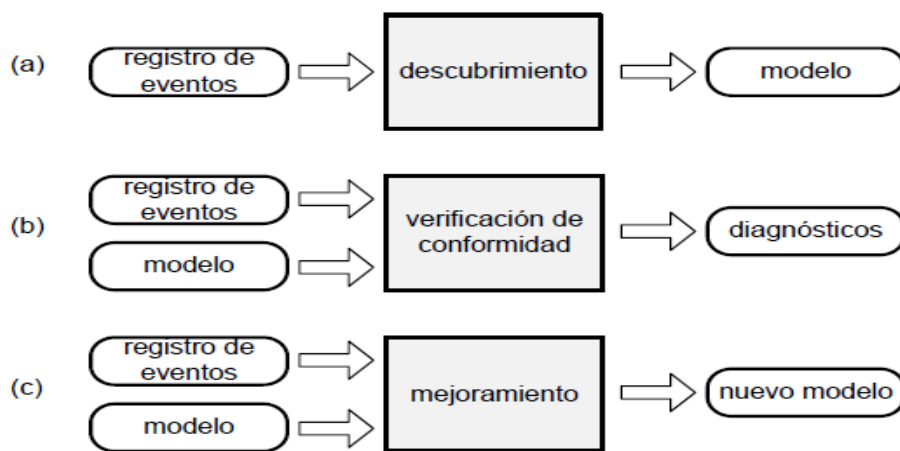 (a)
registro de
eventos
descubrimiento
modelo
(b)
registro de
eventos
modelo
verificación de
conformidad
diagnósticos
(c)
registro de
eventos
modelo
mejoramiento
nuevo modelo